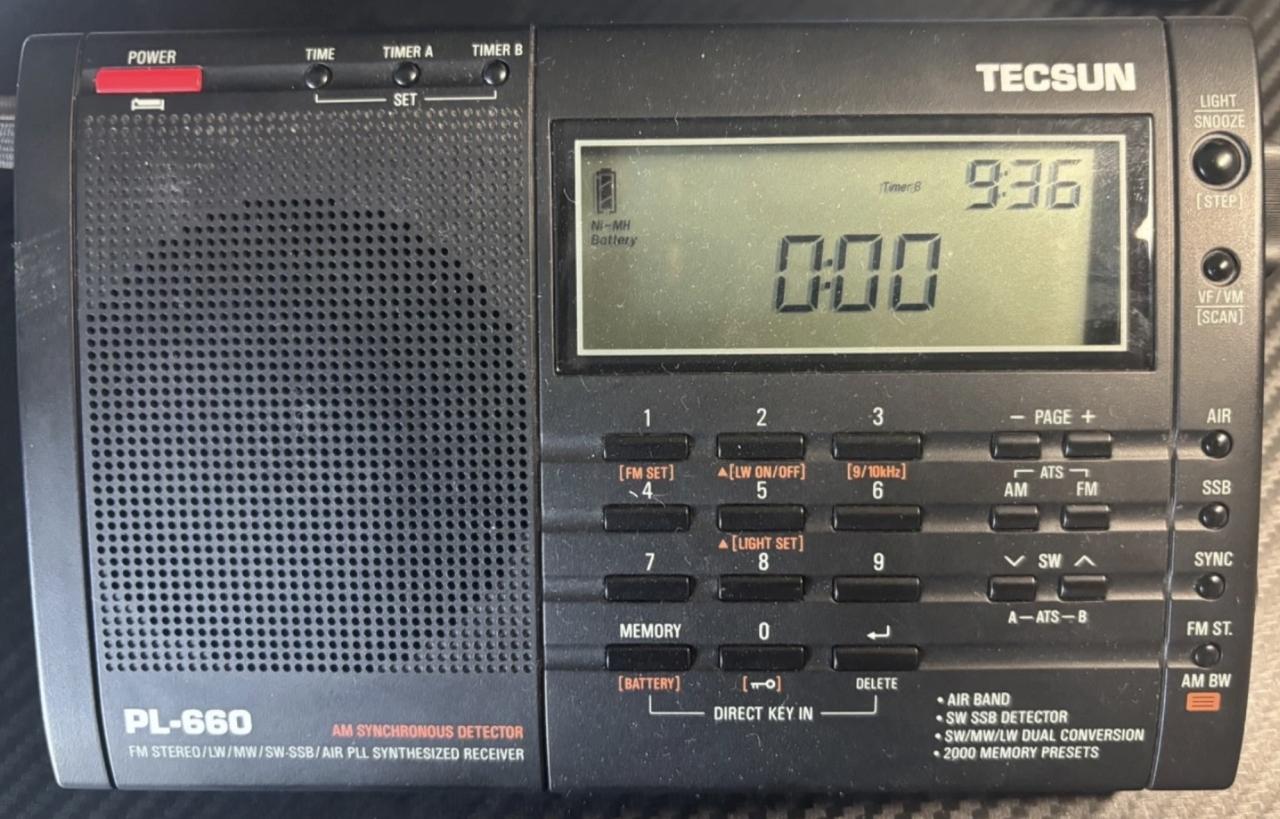 POWER
TIME TIMER A TIMER B
SET
TECSUN
LIGHT
SNOOZE
[STEP]
VF/VM
[SCAN]
Timer B 9:36
Ni-MH
Battery
0:00
1 2 3 - PAGE +
[FM SET] ▲[LW ON/OFF] [9/10kHz] ATS
4 5 6 AM FM
▲[LIGHT SET]
7 8 9 SW
A-ATS-B
MEMORY 0
[BATTERY] DELETE
DIRECT KEY IN
AIR
SSB
SYNC
FM ST.
AM BW
PL-660
AM SYNCHRONOUS DETECTOR
FM STEREO/LW/MW/SW-SSB/AIR PLL SYNTHESIZED RECEIVER
• AIR BAND
• SW SSB DETECTOR
• SW/MW/LW DUAL CONVERSION
• 2000 MEMORY PRESETS